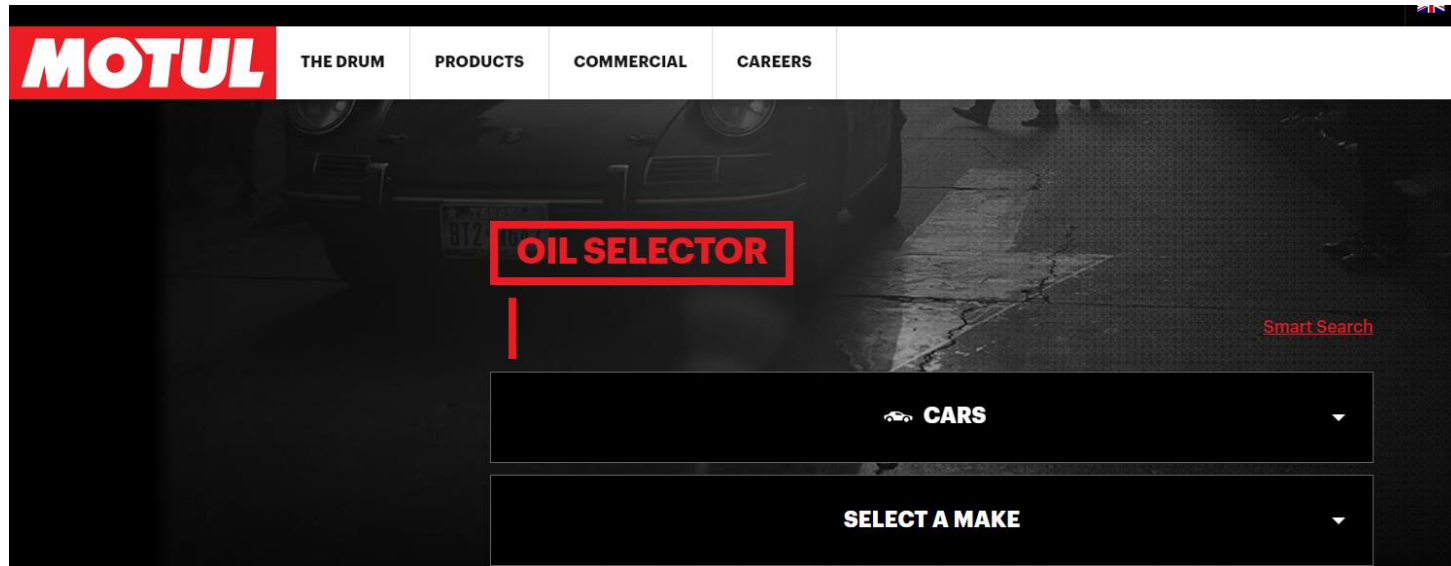 MOTUL
THE DRUM
PRODUCTS
COMMERCIAL
CAREERS
OIL SELECTOR
Smart Search
CARS
SELECT A MAKE